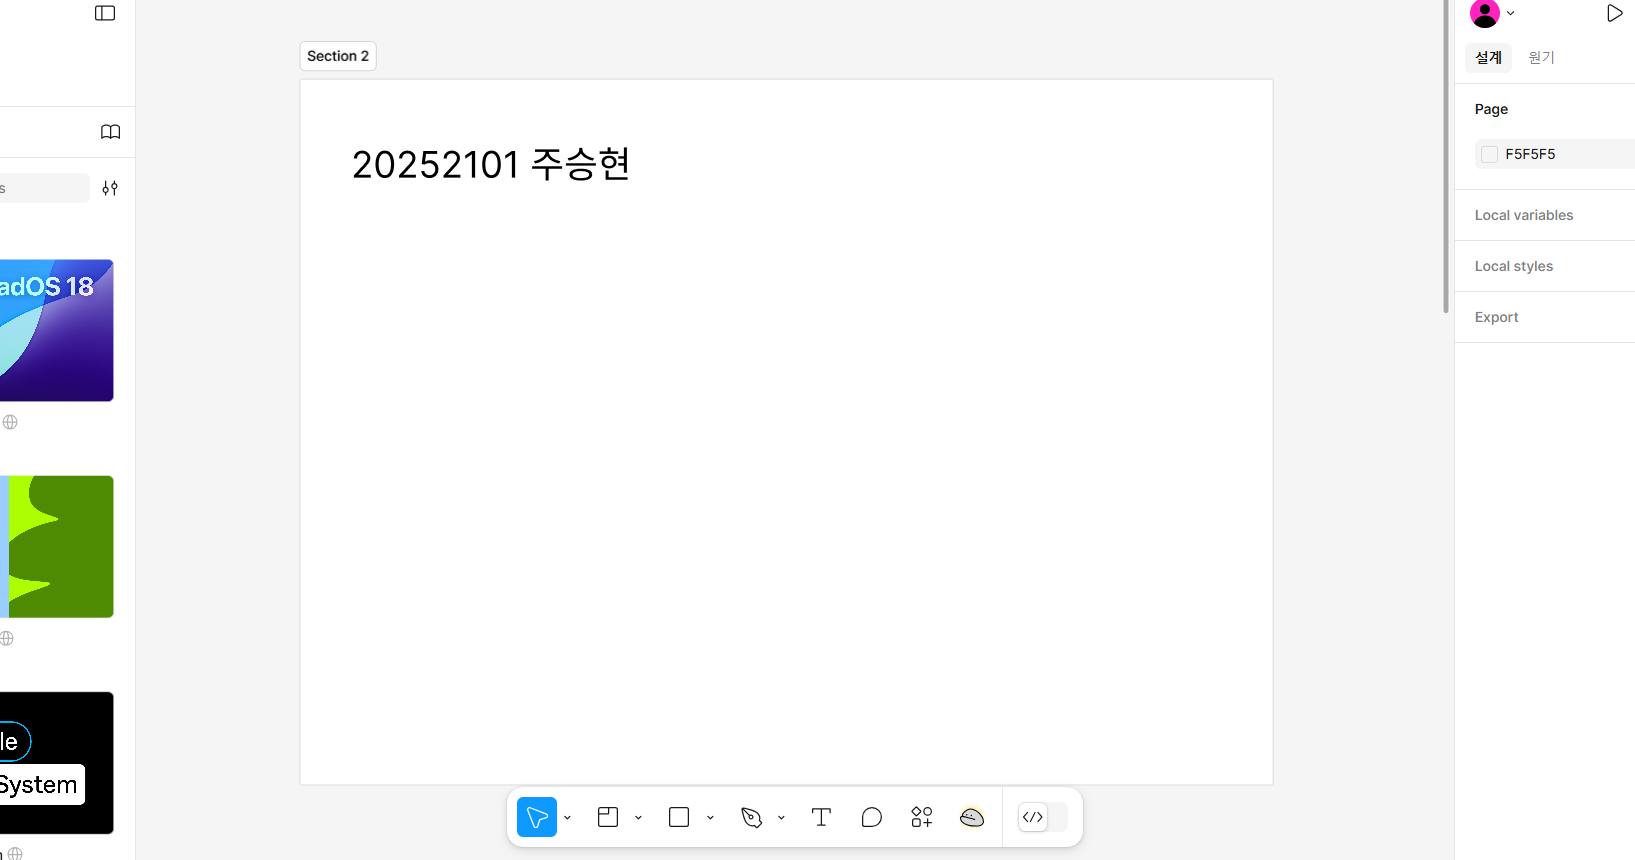 Section 2
20252101 주승현
설계 원기
Page
F5F5F5
Local variables
Local styles
Export
s
adOS 18
le
System